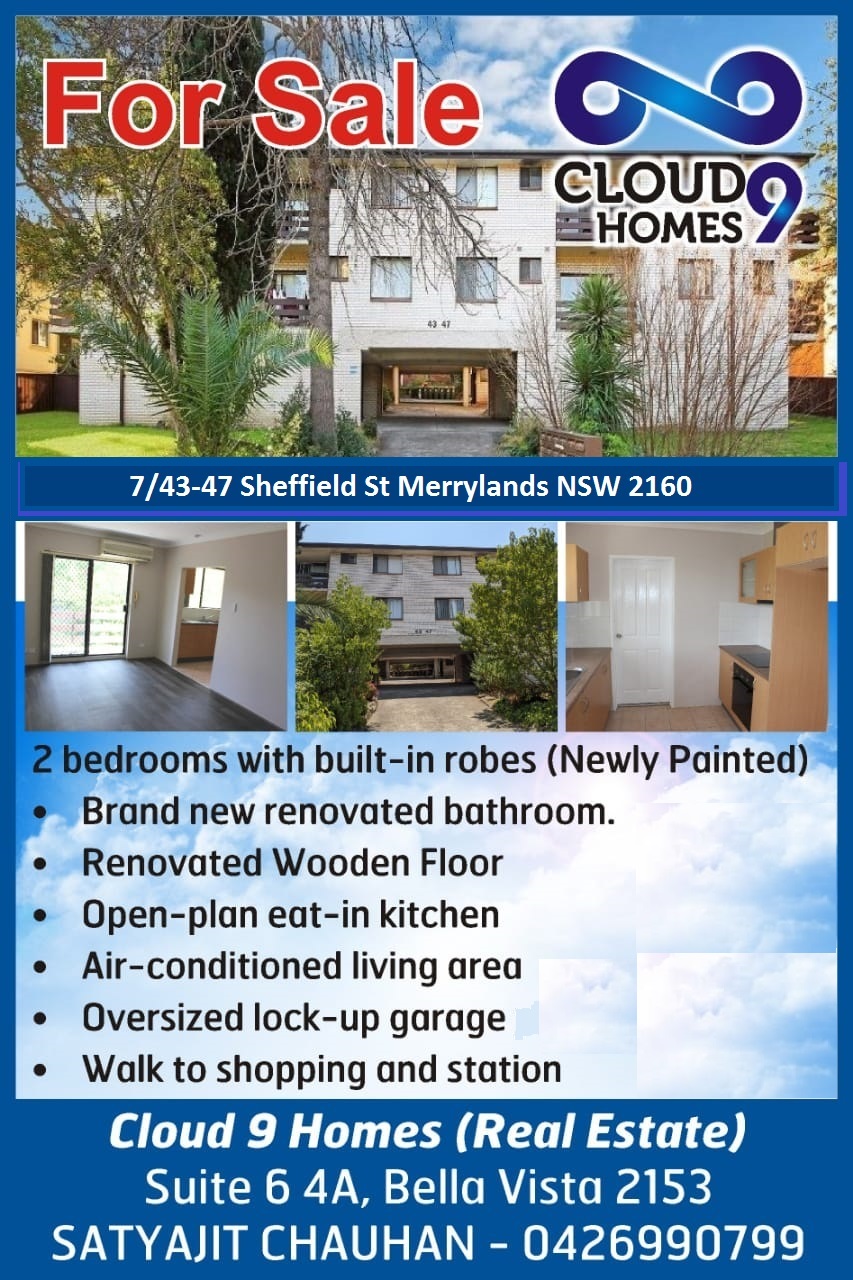 For Sale
CLOUD 9
HOMES
43 47
7/43-47 Sheffield St Merrylands NSW 2160
43 47
2 bedrooms with built-in robes (Newly Painted)
• Brand new renovated bathroom.
• Renovated Wooden Floor
• Open-plan eat-in kitchen
• Air-conditioned living area
• Oversized lock-up garage
• Walk to shopping and station
Cloud 9 Homes (Real Estate)
Suite 6 4A, Bella Vista 2153
SATYAJIT CHAUHAN - 0426990799